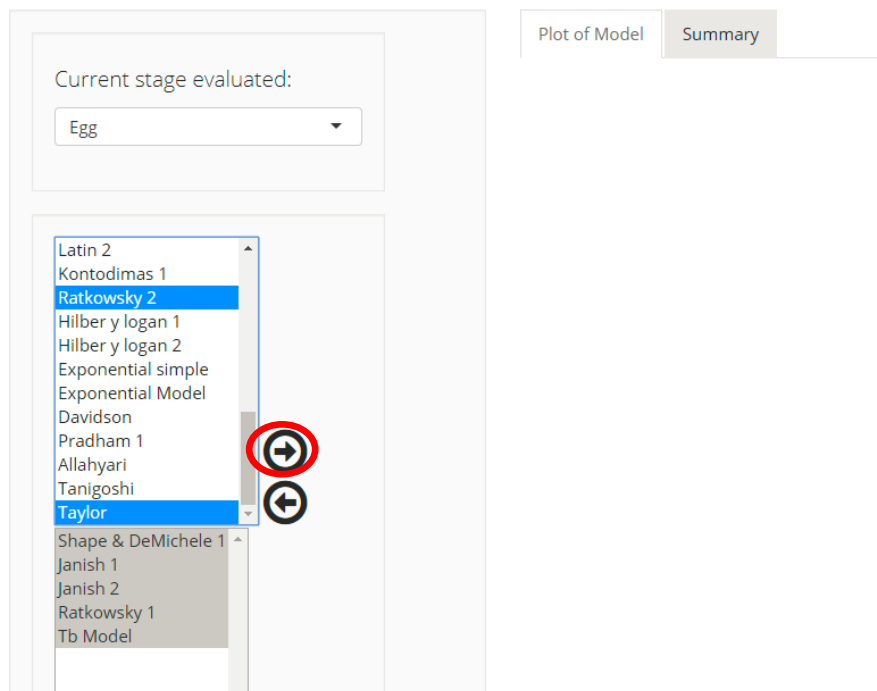 Plot of Model
Summary
Current stage evaluated:
Egg
Latin 2
Kontodimas 1
Ratkowsky 2
Hilber y logan 1
Hilber y logan 2
Exponential simple
Exponential Model
Davidson
Pradham 1
Allahyari
Tanigoshi
Taylor
Shape & DeMichele 1
Janish 1
Janish 2
Ratkowsky 1
Tb Model